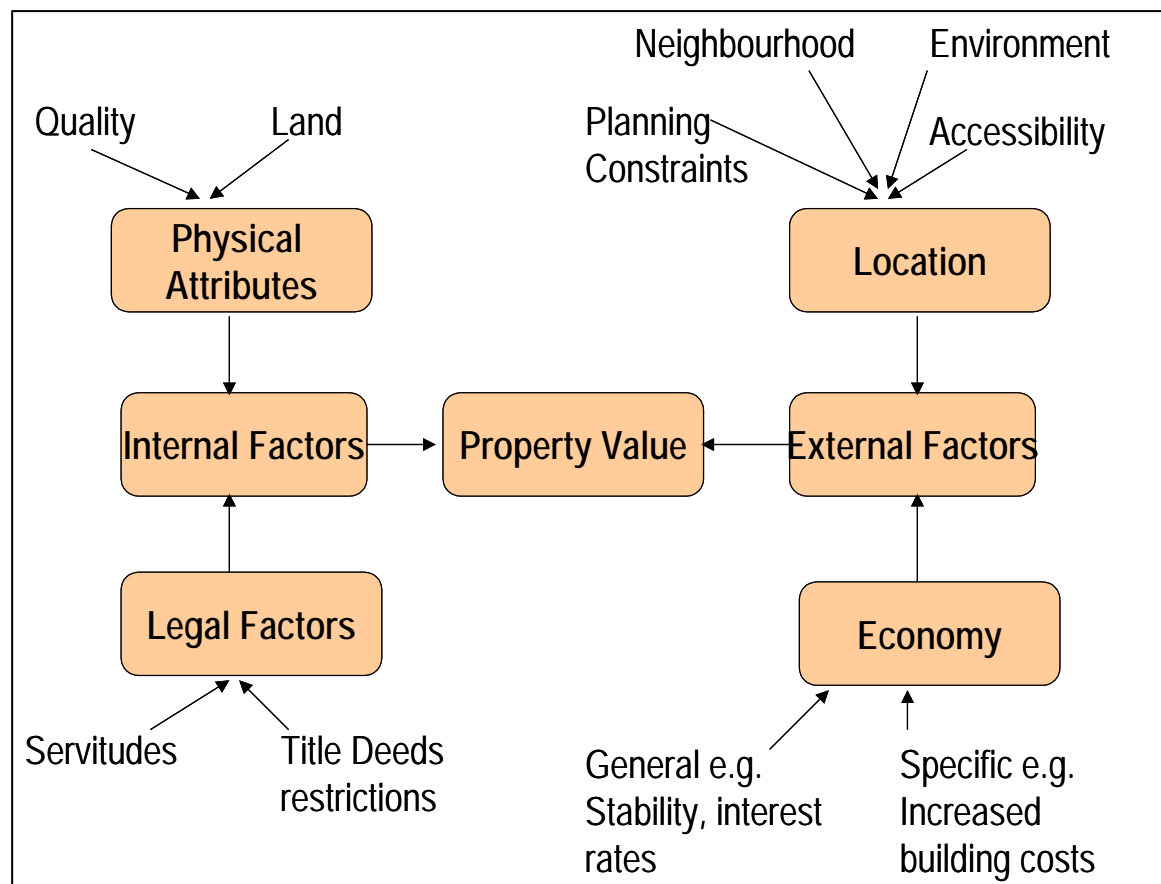 Neighbourhood
Environment
Quality
Land
Planning
Constraints
Accessibility
Physical
Attributes
Location
Internal Factors
Property Value
External Factors
Legal Factors
Economy
Servitudes
Title Deeds
restrictions
General e.g.
Stability, interest
rates
Specific e.g.
Increased
building costs